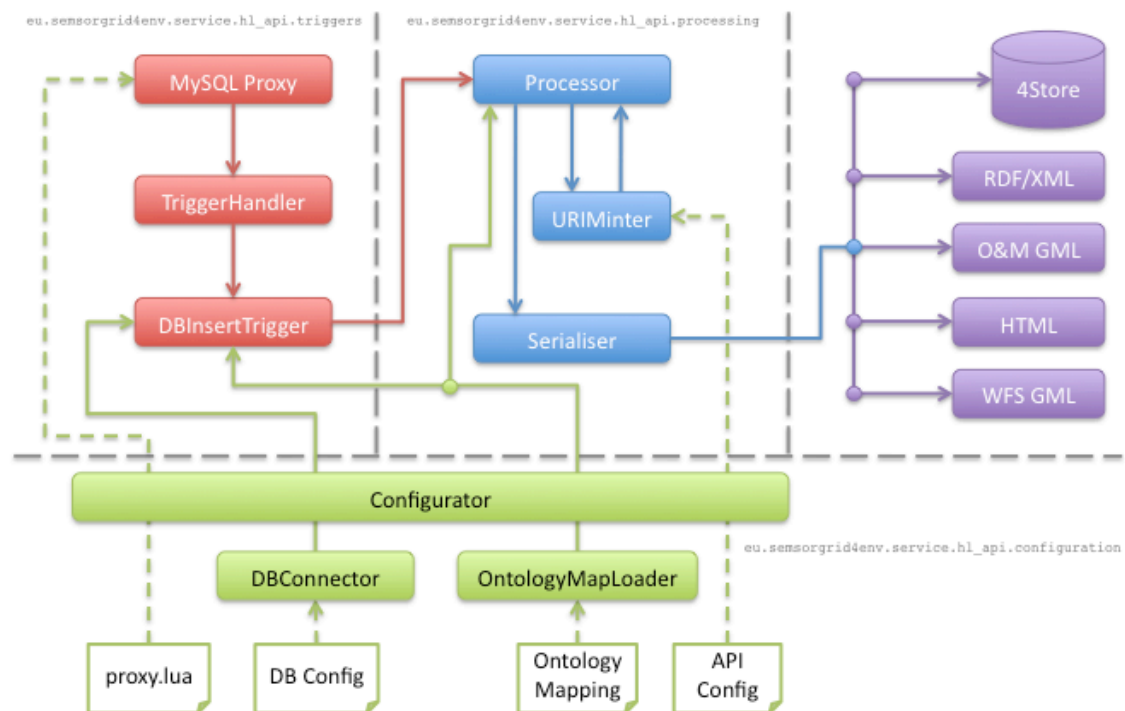 eu.semsorgrid4env.service.hl_api.triggers
eu.semsorgrid4env.service.hl_api.processing
MySQL Proxy
Processor
4Store
TriggerHandler
URIMinter
RDF/XML
O&M GML
DBInsertTrigger
Serialiser
HTML
WFS GML
Configurator
eu.semsorgrid4env.service.hl_api.configuration
DBConnector
OntologyMapLoader
proxy.lua
DB Config
Ontology
Mapping
API
Config